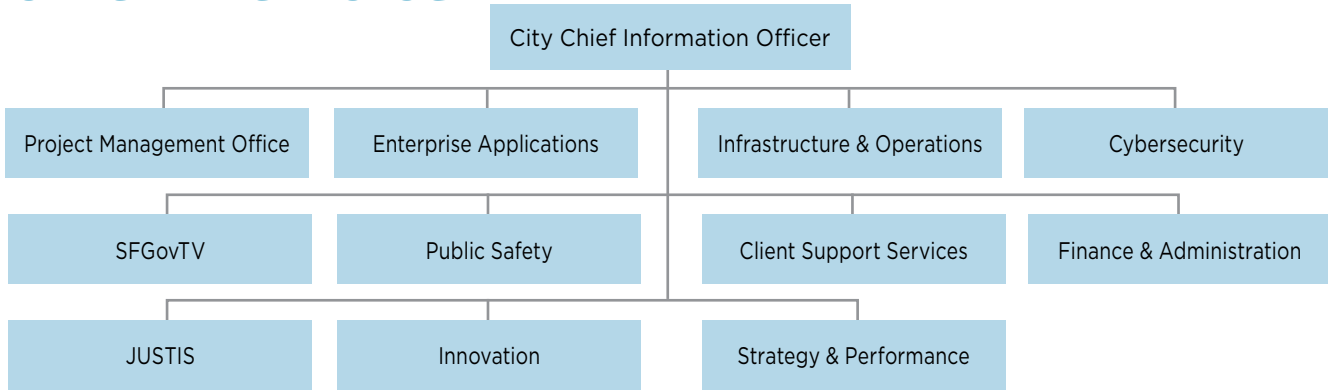 City Chief Information Officer
Project Management Office
Enterprise Applications
Infrastructure & Operations
Cybersecurity
SFGovTV
Public Safety
Client Support Services
Finance & Administration
JUSTIS
Innovation
Strategy & Performance